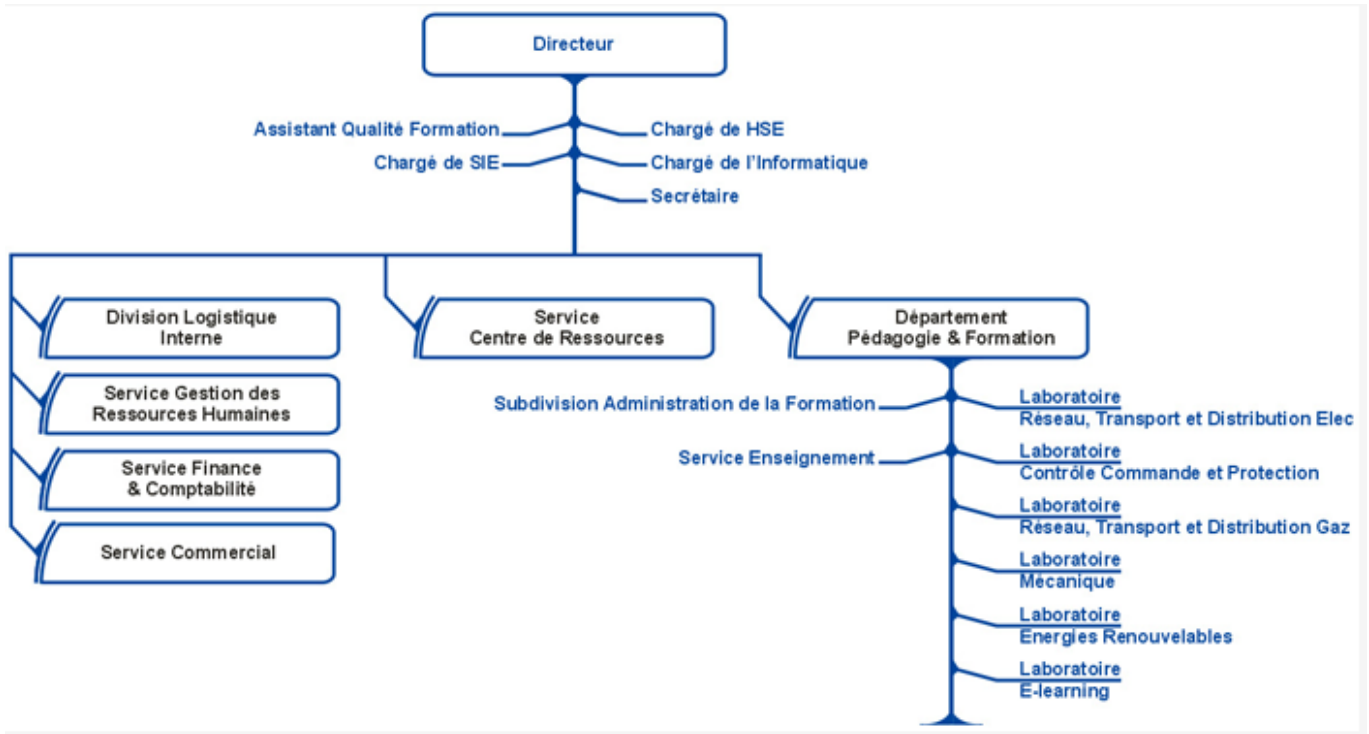 Directeur
Assistant Qualité Formation
Chargé de HSE
Chargé de SIE
Chargé de l'Informatique
Secrétaire
Division Logistique
Interne
Service Gestion des
Ressources Humaines
Service Finance
& Comptabilité
Service Commercial
Service
Centre de Ressources
Département
Pédagogie & Formation
Subdivision Administration de la Formation
Service Enseignement
Laboratoire
Réseau, Transport et Distribution Elec
Laboratoire
Contrôle Commande et Protection
Laboratoire
Réseau, Transport et Distribution Gaz
Laboratoire
Mécanique
Laboratoire
Energies Renouvelables
Laboratoire
E-learning